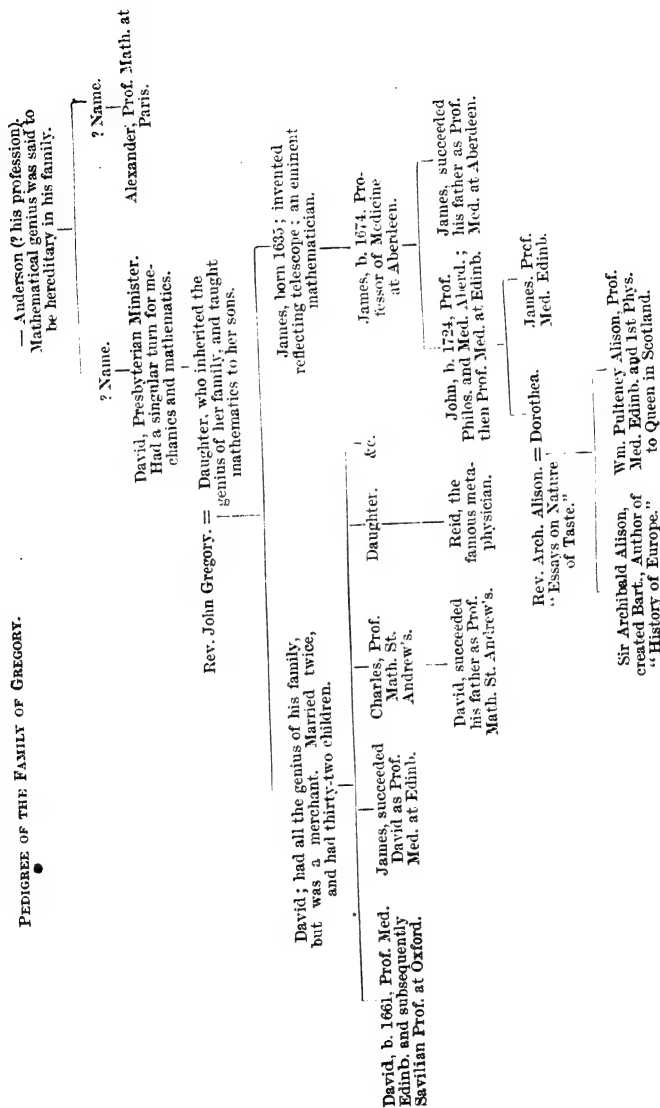 PEDIGREE OF THE FAMILY OF GREGORY.
— Anderson (? his profession).
Mathematical genius was said to
be hereditary in his family.
? Name.
? Name.
David, Presbyterian Minister.
Had a singular turn for me-
chanics and mathematics.
Alexander, Prof. Math. at
Paris.
Rev. John Gregory. =
Daughter, who inherited the
genius of her family, and taught
mathematics to her sons.
David; had all the genius of his family,
but was a merchant. Married twice,
and had thirty-two children.
James, born 1635; invented
reflecting telescope; an eminent
mathematician.
David, b. 1661, Prof. Med.
Edinb. and subsequently
Savilian Prof. at Oxford.
James, succeeded
David as Prof.
Med. at Edinb.
Charles, Prof.
Math. St.
Andrew's.
Daughter.
&c.
James, b. 1674. Pro-
fessor of Medicine
at Aberdeen.
David, succeeded
his father as Prof.
Math. St. Andrew's.
Reid, the
famous meta-
physician.
John, b. 1724, Prof.
Philos. and Med. Aberd.;
then Prof. Med. at Edinb.
James, succeeded
his father as Prof.
Med. at Aberdeen.
Rev. Arch. Alison. = Dorothea.
"Essays on Nature
of Taste."
James, Prof.
Med. Edinb.
Sir Archibald Alison,
created Bart., Author of
"History of Europe."
Wm. Pulteney Alison, Prof.
Med. Edinb. and 1st Phys.
to Queen in Scotland.